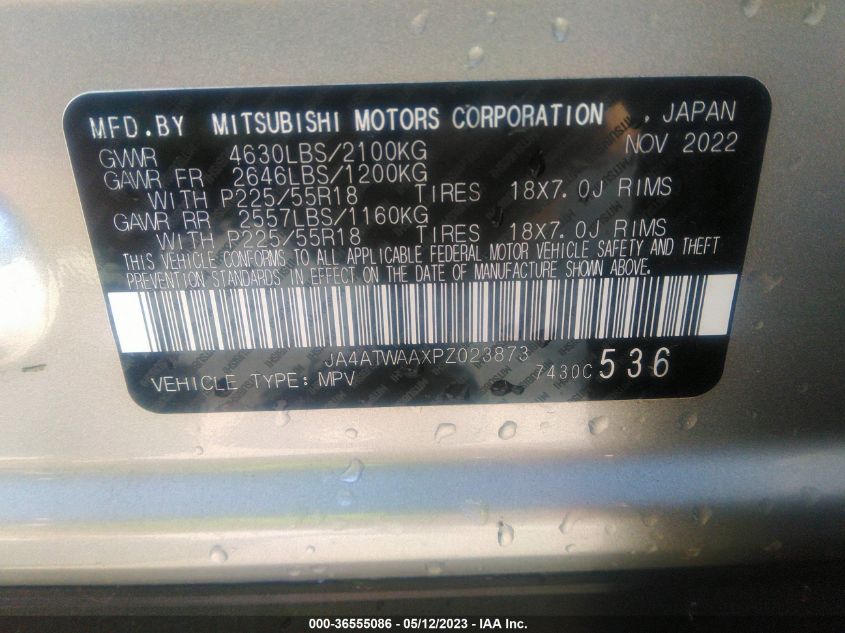 MFD.BY MITSUBISHI MOTORS CORPORATION , JAPAN
GVWR 4630LBS/2100KG NOV 2022
GAWR FR 2646LBS/1200KG
WITH P225/55R18 TIRES 18X7.0J RIMS
GAWR RR 2557LBS/1160KG
WITH P225/55R18 TIRES 18X7.0J RIMS
THIS VEHICLE CONFORMS TO ALL APPLICABLE FEDERAL MOTOR VEHICLE SAFETY AND THEFT
PREVENTION STANDARDS IN EFFECT ON THE DATE OF MANUFACTURE SHOWN ABOVE.
JA4ATWAAXPZ023873
VEHICLE TYPE: MPV 7430C 536
000-36555086 - 05/12/2023 - IAA Inc.